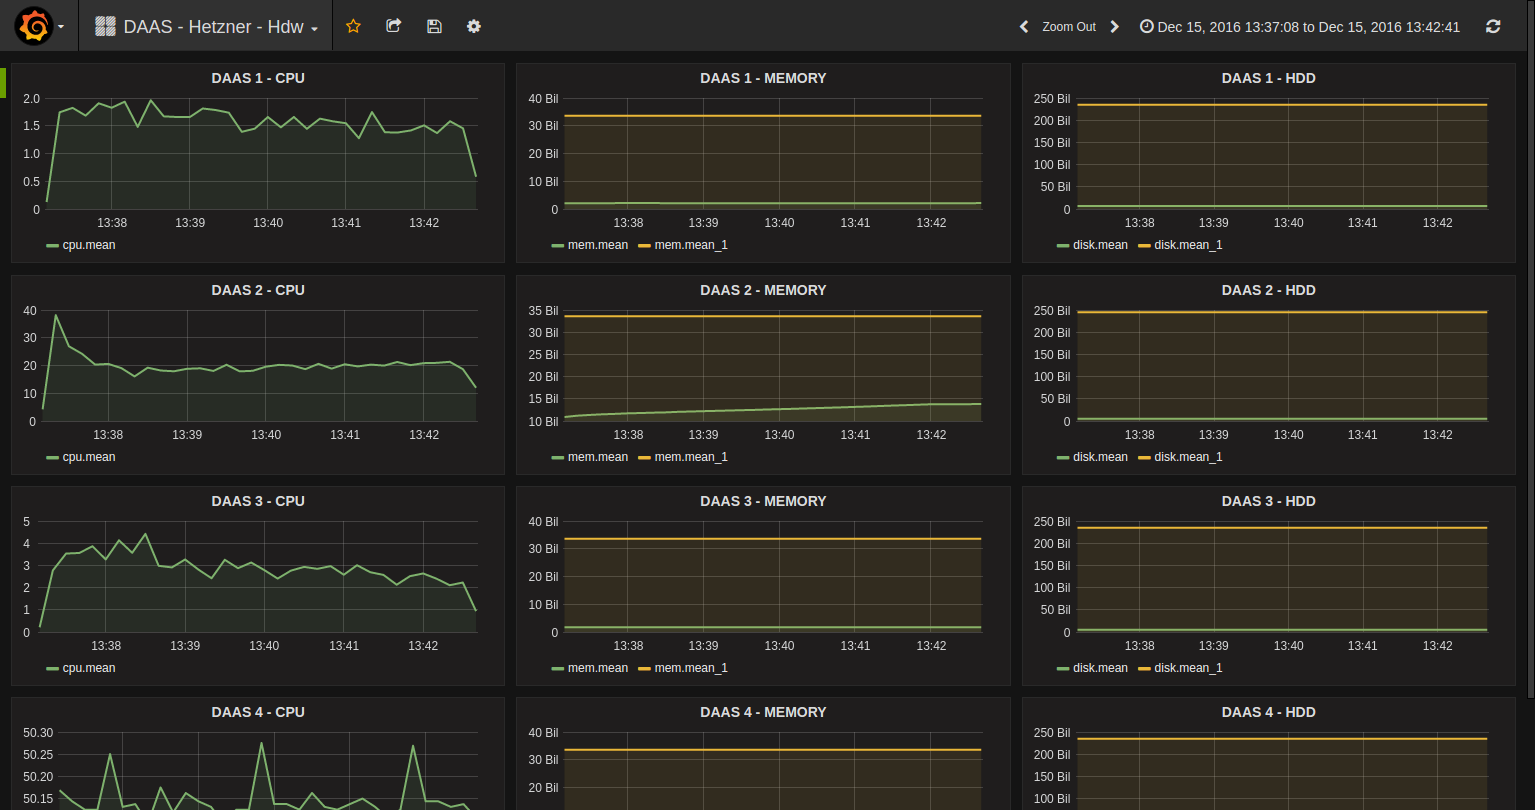 DAAS - Hetzner - Hdw
Zoom Out
Dec 15, 2016 13:37:08 to Dec 15, 2016 13:42:41
DAAS 1 - CPU
2.0
1.5
1.0
0.5
0
13:38 13:39 13:40 13:41 13:42
cpu.mean
DAAS 1 - MEMORY
40 Bil
30 Bil
20 Bil
10 Bil
0
13:38 13:39 13:40 13:41 13:42
mem.mean mem.mean_1
DAAS 1 - HDD
250 Bil
200 Bil
150 Bil
100 Bil
50 Bil
0
13:38 13:39 13:40 13:41 13:42
disk.mean disk.mean_1
DAAS 2 - CPU
40
30
20
10
0
13:38 13:39 13:40 13:41 13:42
cpu.mean
DAAS 2 - MEMORY
35 Bil
30 Bil
25 Bil
20 Bil
15 Bil
10 Bil
13:38 13:39 13:40 13:41 13:42
mem.mean mem.mean_1
DAAS 2 - HDD
250 Bil
200 Bil
150 Bil
100 Bil
50 Bil
0
13:38 13:39 13:40 13:41 13:42
disk.mean disk.mean_1
DAAS 3 - CPU
5
4
3
2
1
0
13:38 13:39 13:40 13:41 13:42
cpu.mean
DAAS 3 - MEMORY
40 Bil
30 Bil
20 Bil
10 Bil
0
13:38 13:39 13:40 13:41 13:42
mem.mean mem.mean_1
DAAS 3 - HDD
250 Bil
200 Bil
150 Bil
100 Bil
50 Bil
0
13:38 13:39 13:40 13:41 13:42
disk.mean disk.mean_1
DAAS 4 - CPU
50.30
50.25
50.20
50.15
DAAS 4 - MEMORY
40 Bil
30 Bil
20 Bil
DAAS 4 - HDD
250 Bil
200 Bil
150 Bil
100 Bil